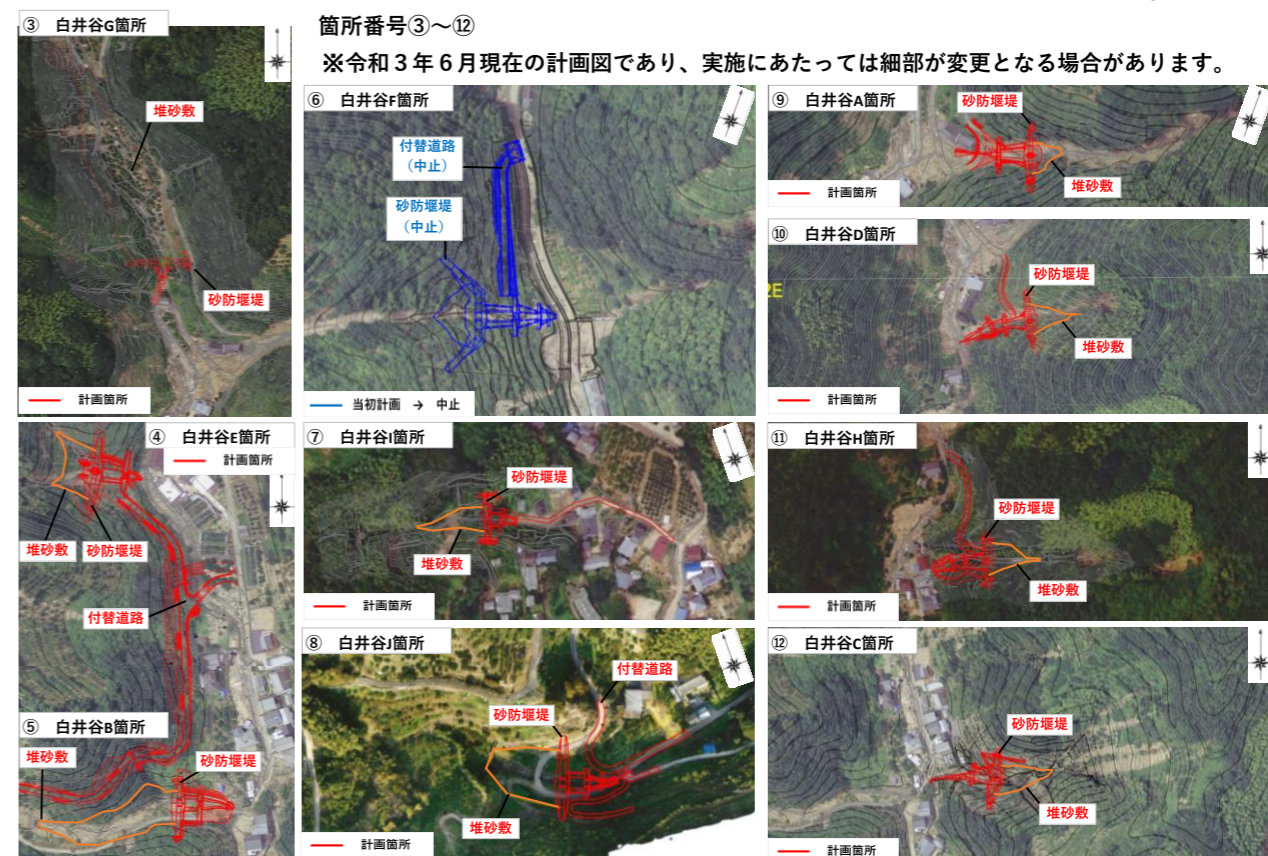 箇所番号③～⑫
※令和３年６月現在の計画図であり、実施にあたっては細部が変更となる場合があります。
③ 白井谷G箇所
堆砂敷
砂防堰堤
計画箇所
④ 白井谷E箇所
計画箇所
堆砂敷
砂防堰堤
付替道路
⑤ 白井谷B箇所
堆砂敷
砂防堰堤
⑥ 白井谷F箇所
付替道路
（中止）
砂防堰堤
（中止）
当初計画 → 中止
⑦ 白井谷I箇所
砂防堰堤
堆砂敷
計画箇所
⑧ 白井谷J箇所
付替道路
砂防堰堤
堆砂敷
計画箇所
⑨ 白井谷A箇所
砂防堰堤
堆砂敷
計画箇所
⑩ 白井谷D箇所
砂防堰堤
2E
堆砂敷
計画箇所
⑪ 白井谷H箇所
砂防堰堤
堆砂敷
計画箇所
⑫ 白井谷C箇所
砂防堰堤
堆砂敷
計画箇所